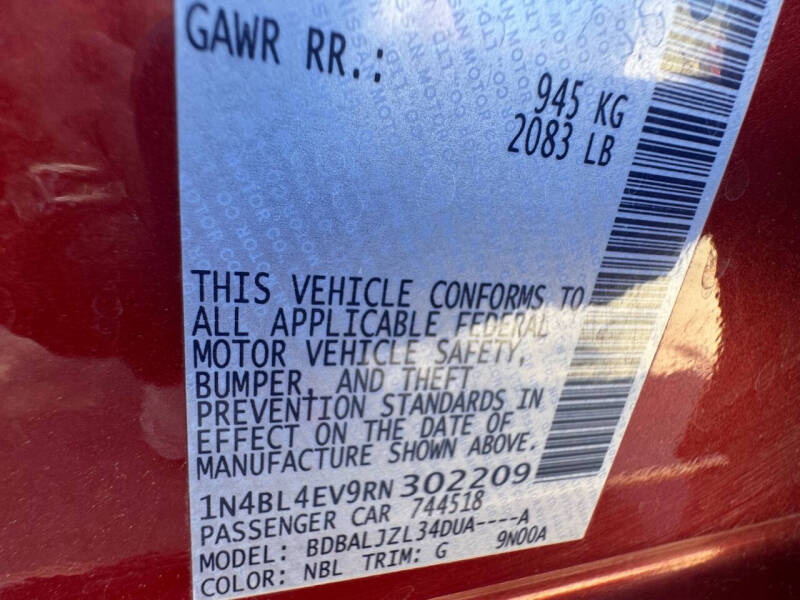 GAWR RR.:
945 KG
2083 LB
THIS VEHICLE CONFORMS TO
ALL APPLICABLE FEDERAL
MOTOR VEHICLE SAFETY,
BUMPER, AND THEFT
PREVENTION STANDARDS IN
EFFECT ON THE DATE OF
MANUFACTURE SHOWN ABOVE.
1N4BL4EV9RN302209
PASSENGER CAR 744518
MODEL: BDBALJZL34DUA----A
COLOR: NBL TRIM: G 9N00A